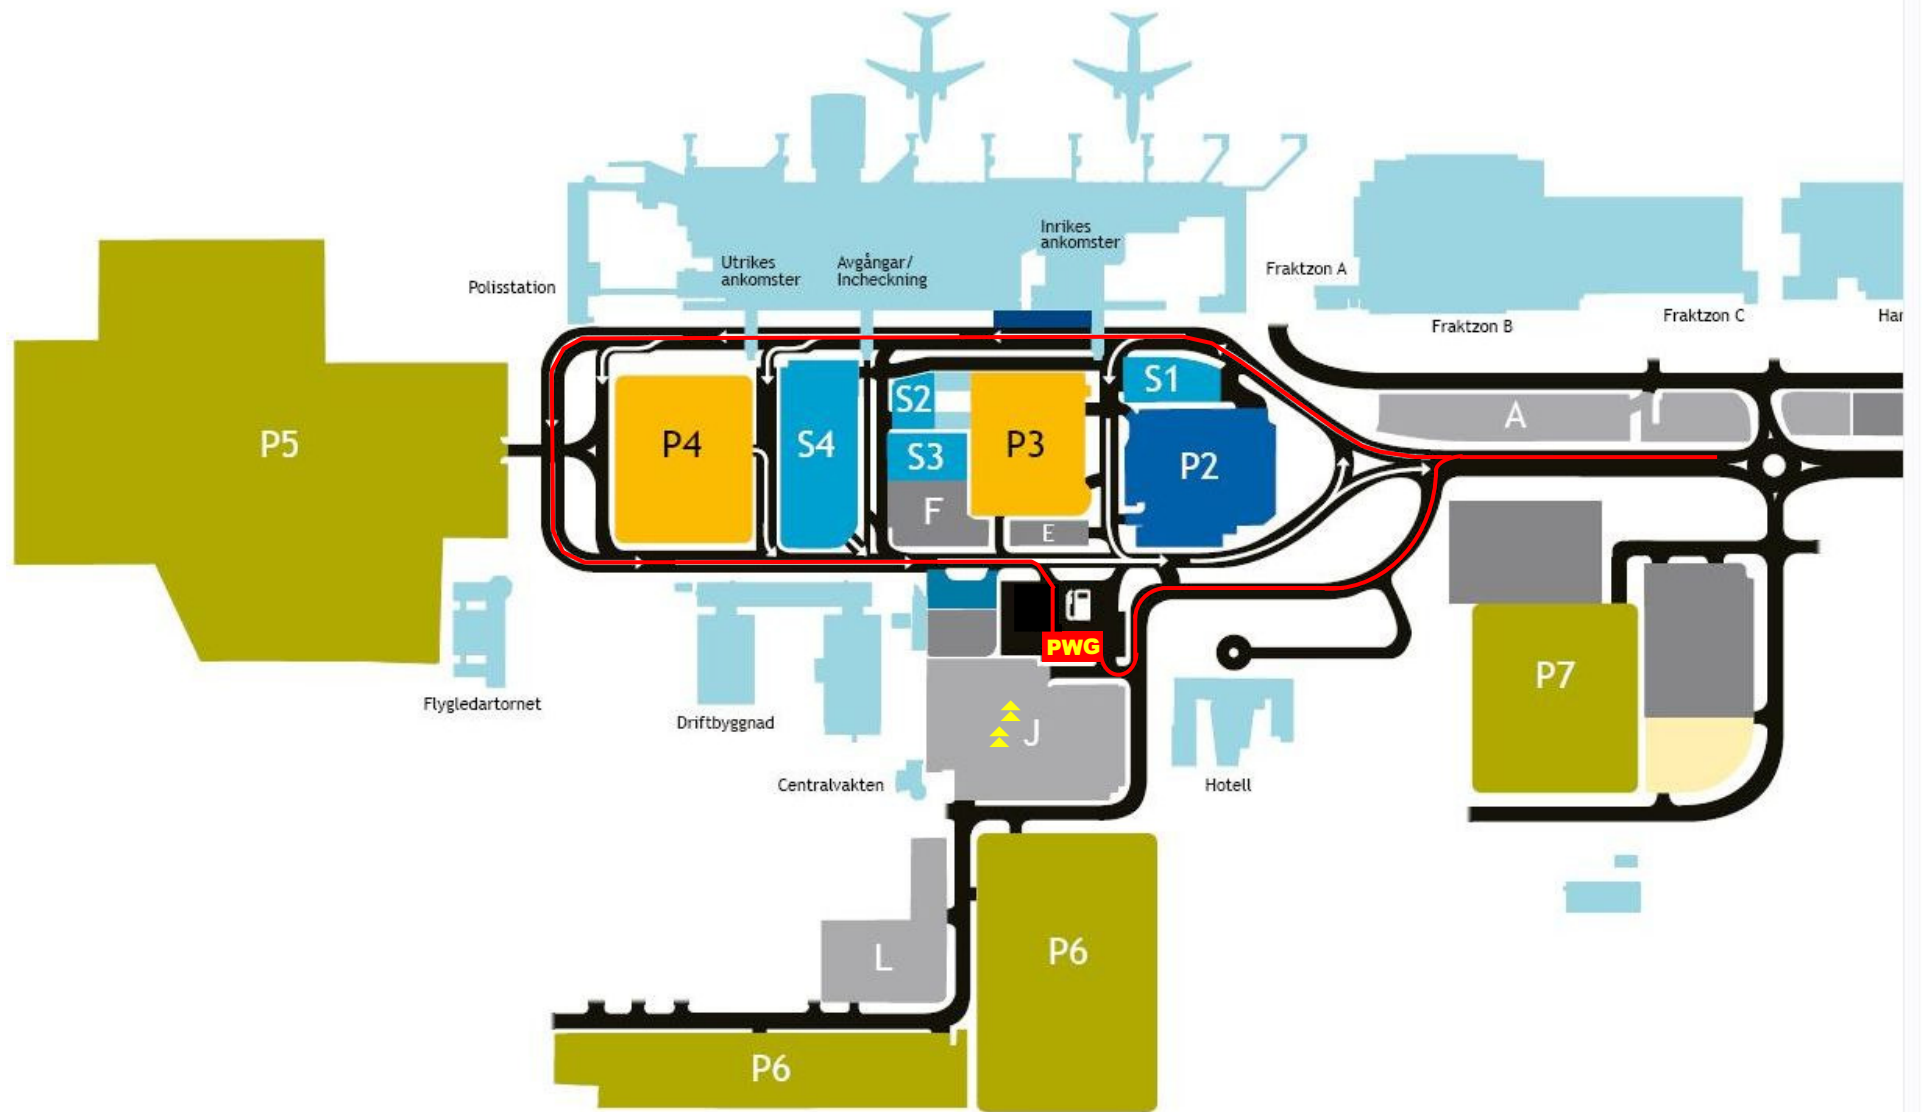 Inrikes
ankomster
Utrikes
ankomster
Avgångar/
Incheckning
Fraktzon A
Polisstation
Fraktzon C
Har
Fraktzon B
S1
S2
A
P5
P4
S4
P3
S3
P2
F
E
PWG
P7
Flygledartornet
Driftbyggnad
J
Centralvakten
Hotell
L
P6
P6